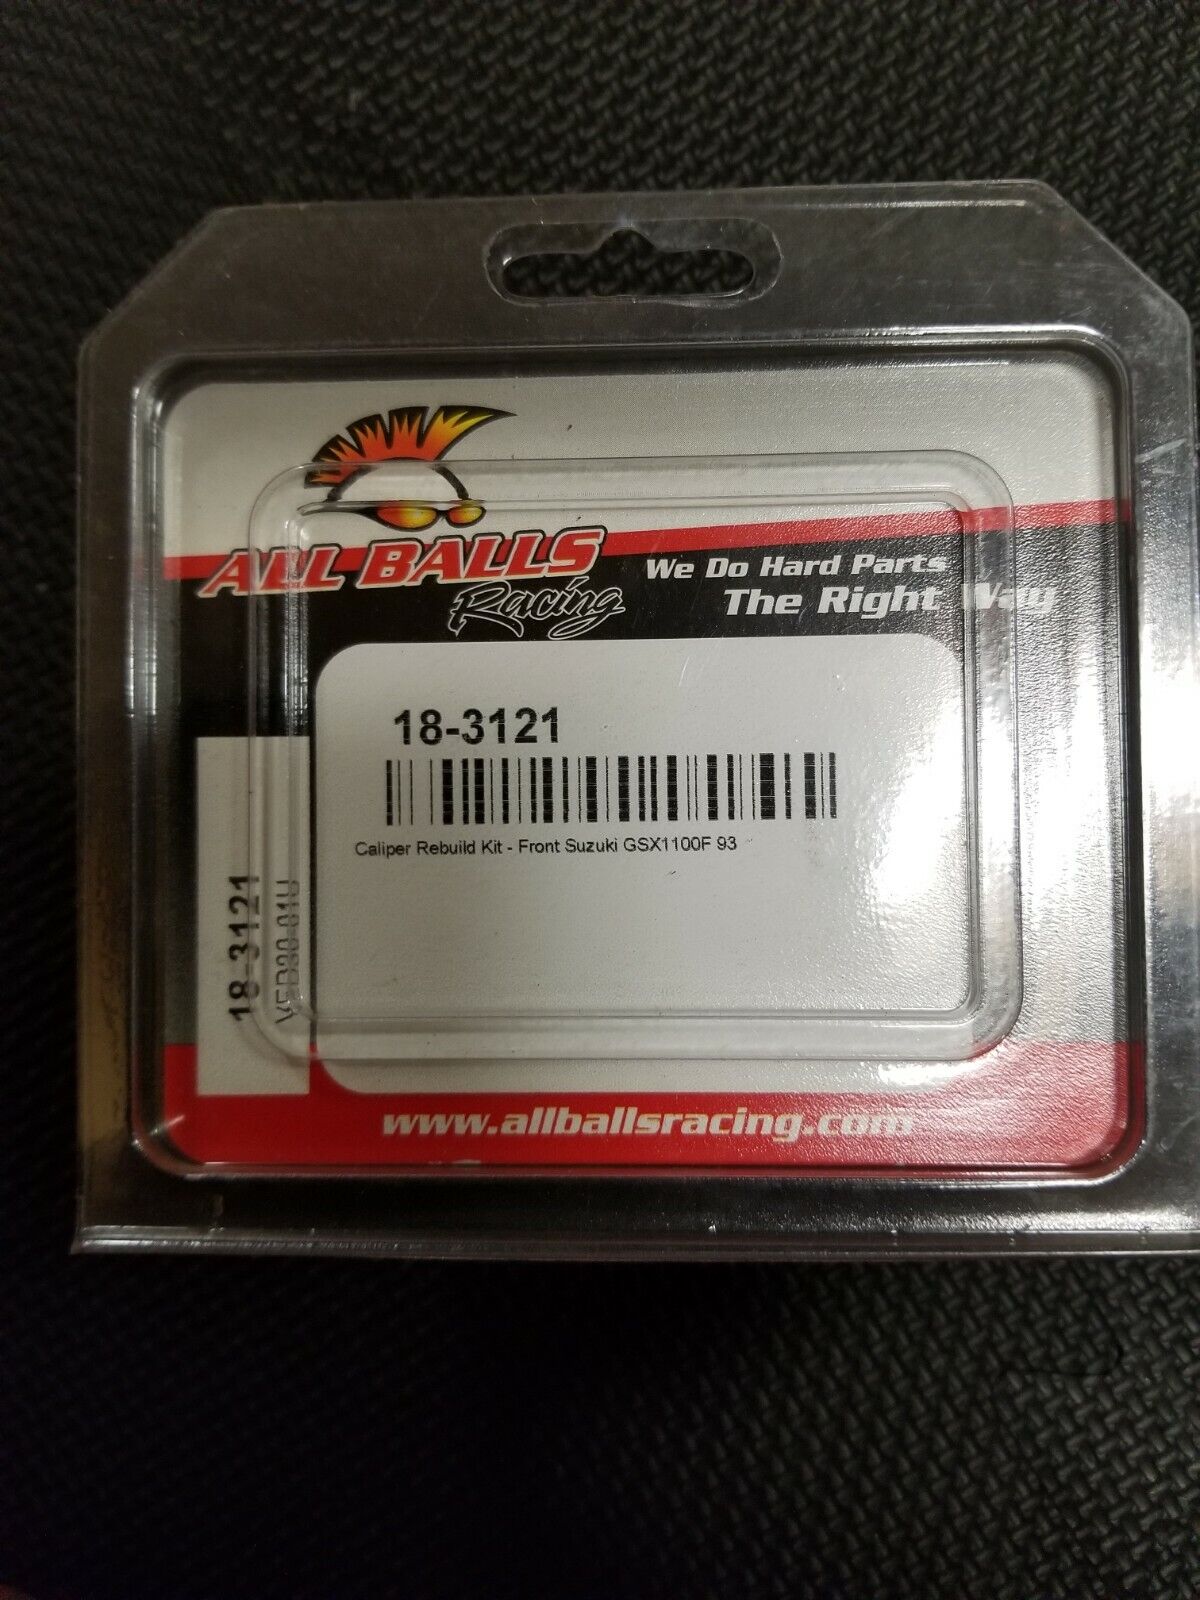 ALL BALLS
Racing
We Do Hard Parts
The Right Way
18-3121
Caliper Rebuild Kit - Front Suzuki GSX1100F 93
18-3121
www.allballsracing.com